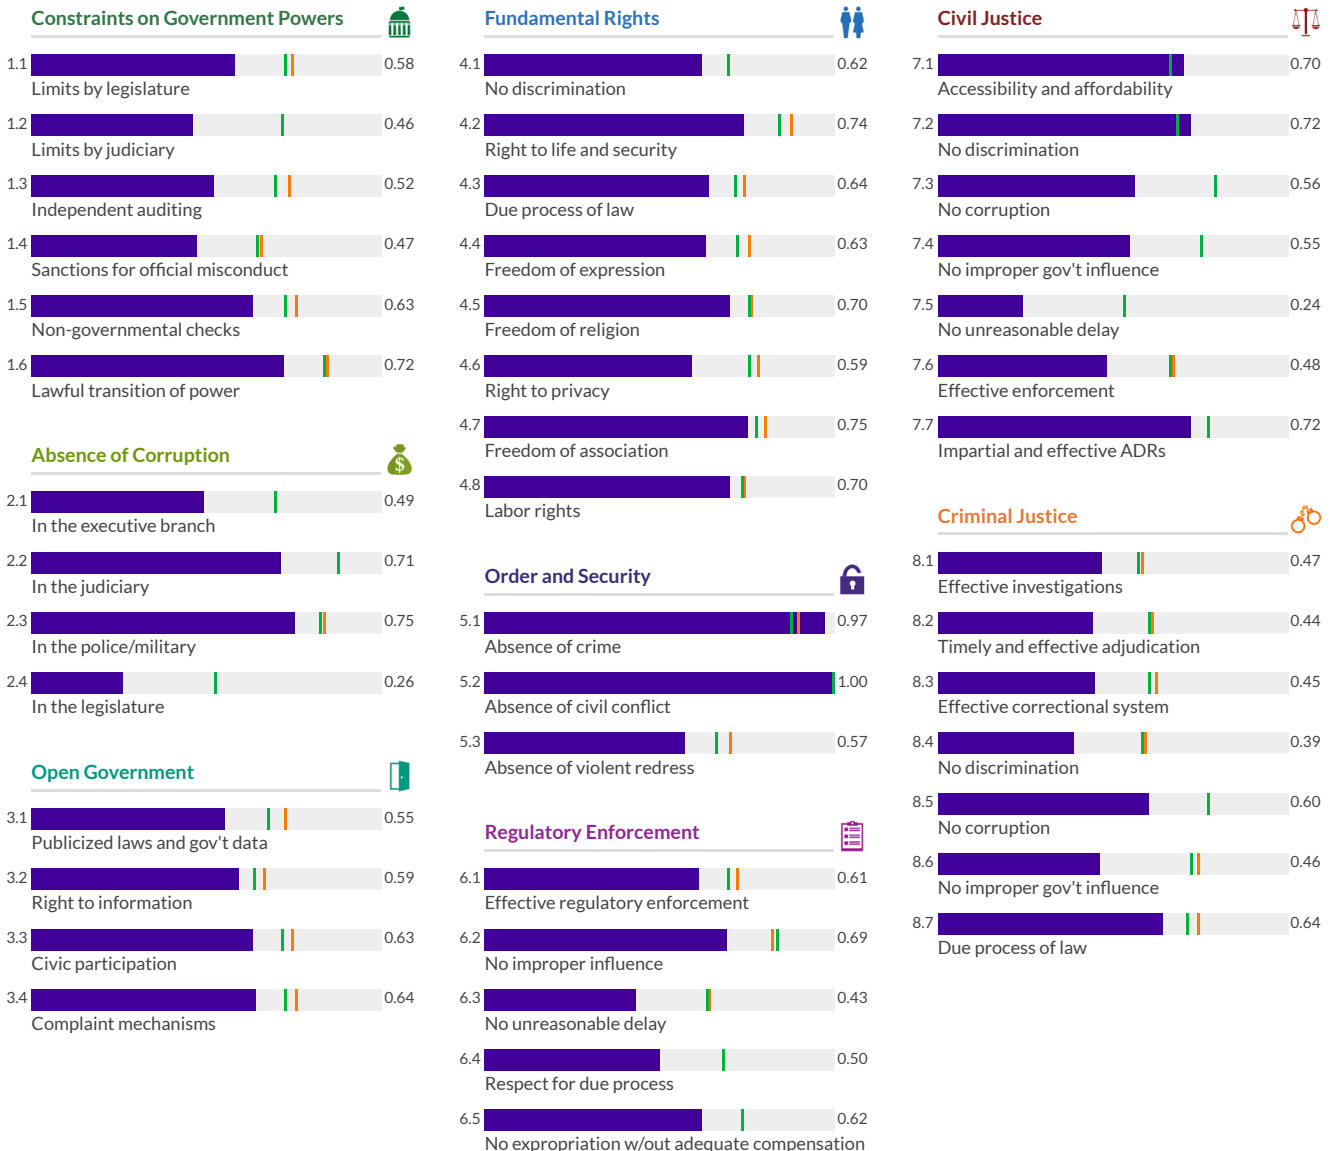 Constraints on Government Powers
1.1 0.58
Limits by legislature
1.2 0.46
Limits by judiciary
1.3 0.52
Independent auditing
1.4 0.47
Sanctions for official misconduct
1.5 0.63
Non-governmental checks
1.6 0.72
Lawful transition of power
Absence of Corruption
$
2.1 0.49
In the executive branch
2.2 0.71
In the judiciary
2.3 0.75
In the police/military
2.4 0.26
In the legislature
Open Government
3.1 0.55
Publicized laws and gov't data
3.2 0.59
Right to information
3.3 0.63
Civic participation
3.4 0.64
Complaint mechanisms
Fundamental Rights
4.1 0.62
No discrimination
4.2 0.74
Right to life and security
4.3 0.64
Due process of law
4.4 0.63
Freedom of expression
4.5 0.70
Freedom of religion
4.6 0.59
Right to privacy
4.7 0.75
Freedom of association
4.8 0.70
Labor rights
Order and Security
5.1 0.97
Absence of crime
5.2 1.00
Absence of civil conflict
5.3 0.57
Absence of violent redress
Regulatory Enforcement
6.1 0.61
Effective regulatory enforcement
6.2 0.69
No improper influence
6.3 0.43
No unreasonable delay
6.4 0.50
Respect for due process
6.5 0.62
No expropriation w/out adequate compensation
Civil Justice
7.1 0.70
Accessibility and affordability
7.2 0.72
No discrimination
7.3 0.56
No corruption
7.4 0.55
No improper gov't influence
7.5 0.24
No unreasonable delay
7.6 0.48
Effective enforcement
7.7 0.72
Impartial and effective ADRs
Criminal Justice
8.1 0.47
Effective investigations
8.2 0.44
Timely and effective adjudication
8.3 0.45
Effective correctional system
8.4 0.39
No discrimination
8.5 0.60
No corruption
8.6 0.46
No improper gov't influence
8.7 0.64
Due process of law